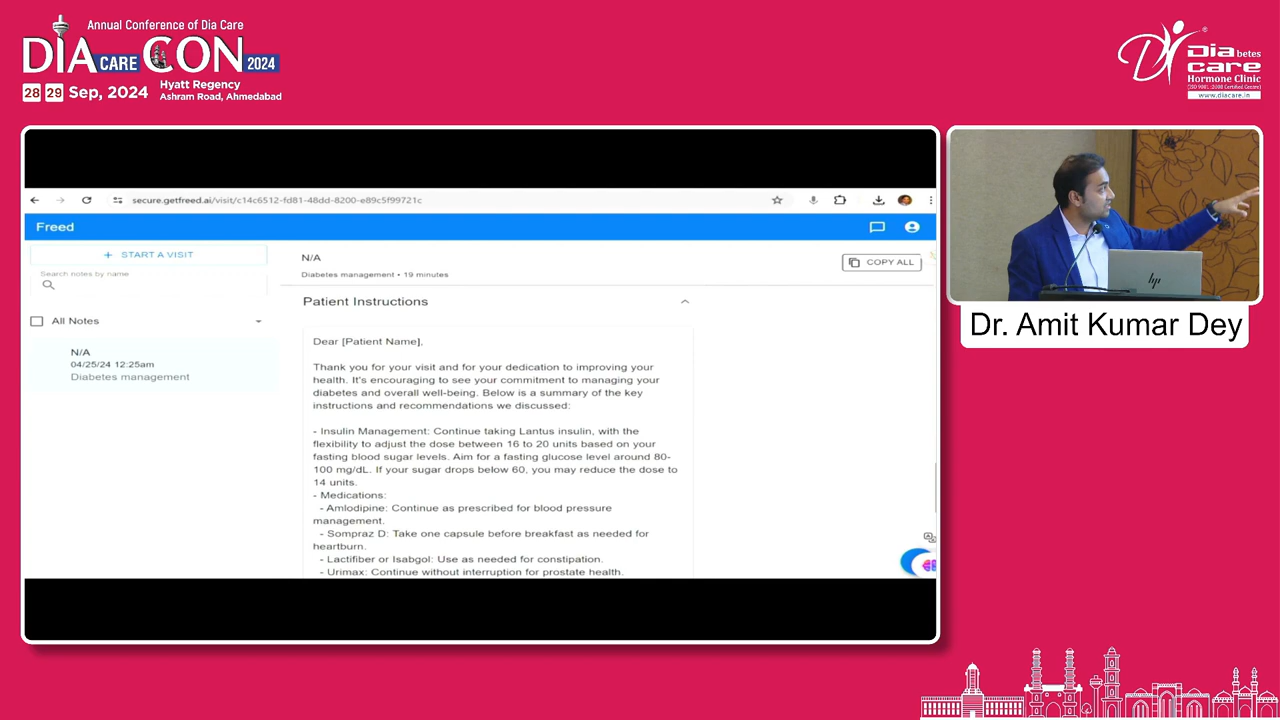 Annual Conference of Dia Care
DIA CARE CON 2024
28 29 Sep, 2024
Hyatt Regency
Ashram Road, Ahmedabad
Diabetes
care
Hormone Clinic
www.diacare.in
secure.getfreed.ai/visit/c14c6512-fd81-48dd-8200-e89c5f99721c
Freed
+ START A VISIT
Search notes by name
All Notes
N/A
04/25/24 12:25am
Diabetes management
N/A
Diabetes management • 19 minutes
COPY ALL
Patient Instructions
Dear [Patient Name],
Thank you for your visit and for your dedication to improving your
health. It's encouraging to see your commitment to managing your
diabetes and overall well-being. Below is a summary of the key
instructions and recommendations we discussed:
- Insulin Management: Continue taking Lantus insulin, with the
flexibility to adjust the dose between 16 to 20 units based on your
fasting blood sugar levels. Aim for a fasting glucose level around 80-
100 mg/dL. If your sugar drops below 60, you may reduce the dose to
14 units.
- Medications:
- Amlodipine: Continue as prescribed for blood pressure
management.
- Sompraz D: Take one capsule before breakfast as needed for
heartburn.
- Lactifiber or Isabgol: Use as needed for constipation.
- Urimax: Continue without interruption for prostate health.
hp
Dr. Amit Kumar Dey